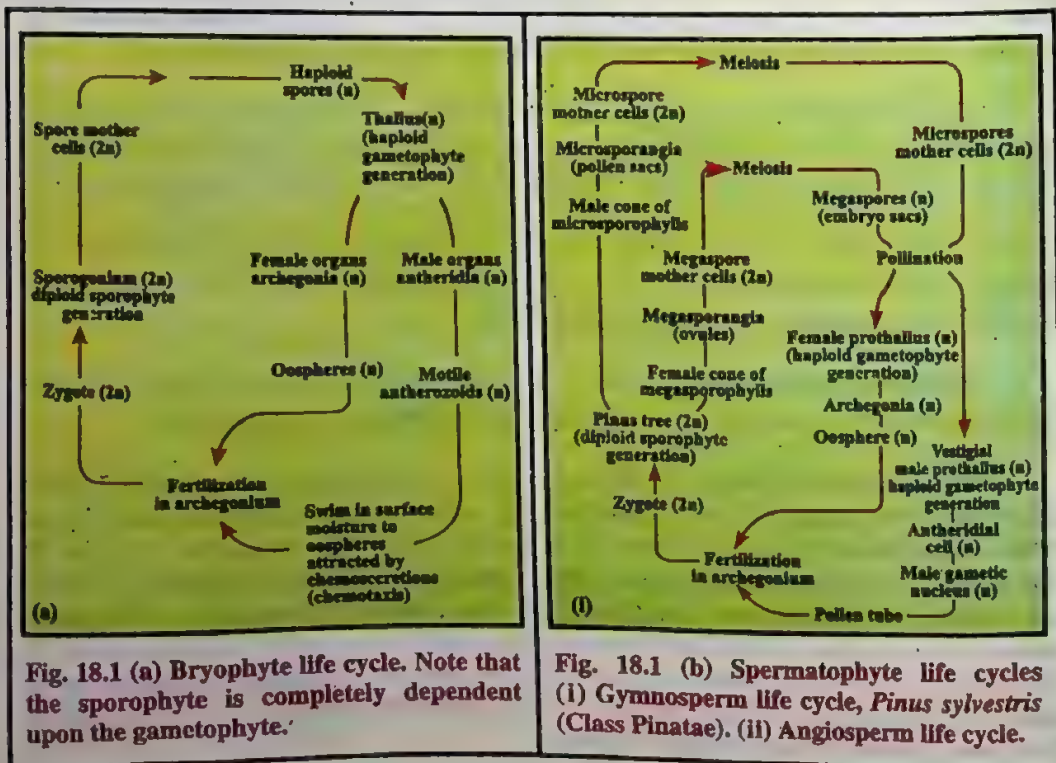 Haploid
spores (n)
Thallus(n)
(haploid
gametophyte
generation)
Spore mother
cells (2n)
Female organs
archegonia (n)
Male organs
antheridia (n)
Sporogonium (2n)
diploid sporophyte
generation
Oospheres (n)
Motile
antherozoids (n)
Zygote (2n)
Fertilization
in archegonium
Swim in surface
moisture to
oospheres
attracted by
chemosecretions
(chemotaxis)
(a)
Fig. 18.1 (a) Bryophyte life cycle. Note that
the sporophyte is completely dependent
upon the gametophyte.
Meiosis
Microspore
mother cells (2n)
Microspores
mother cells (2n)
Microsporangia
(pollen sacs)
Meiosis
Megaspores (n)
(embryo sacs)
Male cone of
microsporophylls
Megaspore
mother cells (2n)
Pollination
Megasporangia
(ovules)
Female prothallus (n)
(haploid gametophyte
generation)
Female cone of
megasporophylls
Archegonia (n)
Pinus tree (2n)
(diploid sporophyte
generation)
Oosphere (n)
Vestigial
male prothallus (n)
haploid gametophyte
generation
Zygote (2n)
Antheridial
cell (n)
Fertilization
in archegonium
Male gametic
nucleus (n)
Pollen tube
(i)
Fig. 18.1 (b) Spermatophyte life cycles
(i) Gymnosperm life cycle, Pinus sylvestris
(Class Pinatae). (ii) Angiosperm life cycle.